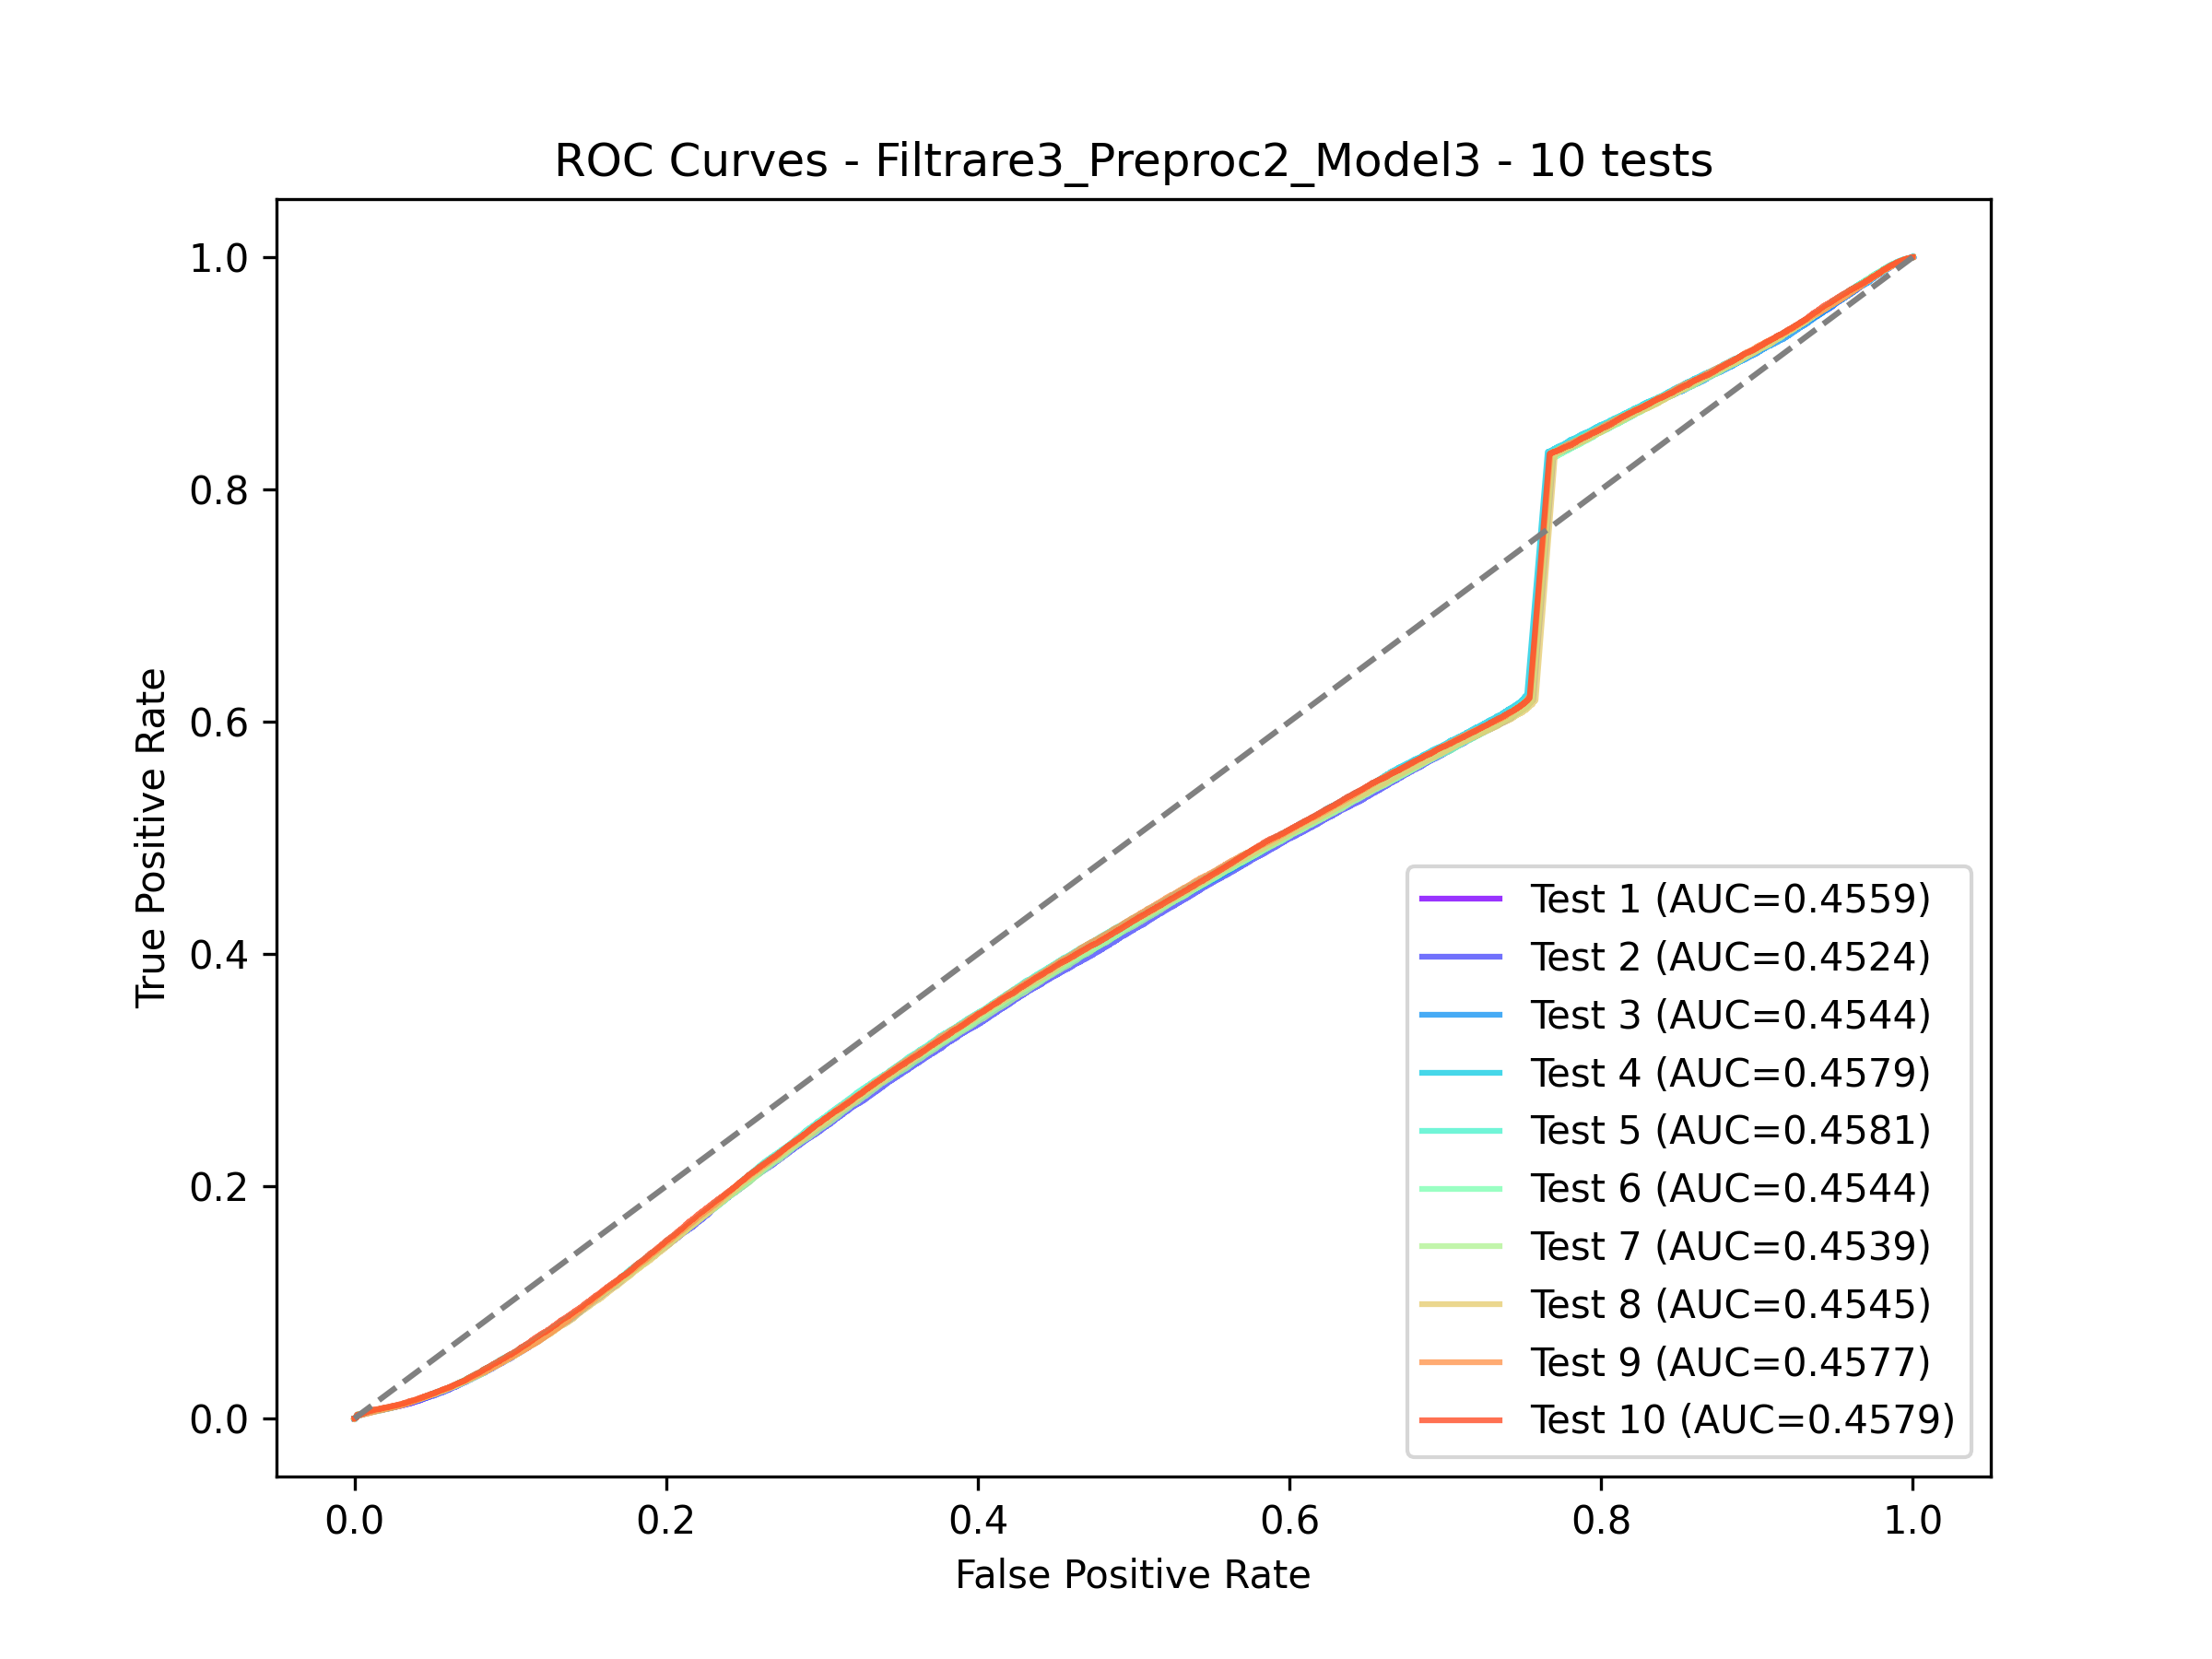 ROC Curves - Filtrare3_Preproc2_Model3 - 10 tests
True Positive Rate
1.0
0.8
0.6
0.4
0.2
0.0
0.0 0.2 0.4 0.6 0.8 1.0
False Positive Rate
Test 1 (AUC=0.4559)
Test 2 (AUC=0.4524)
Test 3 (AUC=0.4544)
Test 4 (AUC=0.4579)
Test 5 (AUC=0.4581)
Test 6 (AUC=0.4544)
Test 7 (AUC=0.4539)
Test 8 (AUC=0.4545)
Test 9 (AUC=0.4577)
Test 10 (AUC=0.4579)